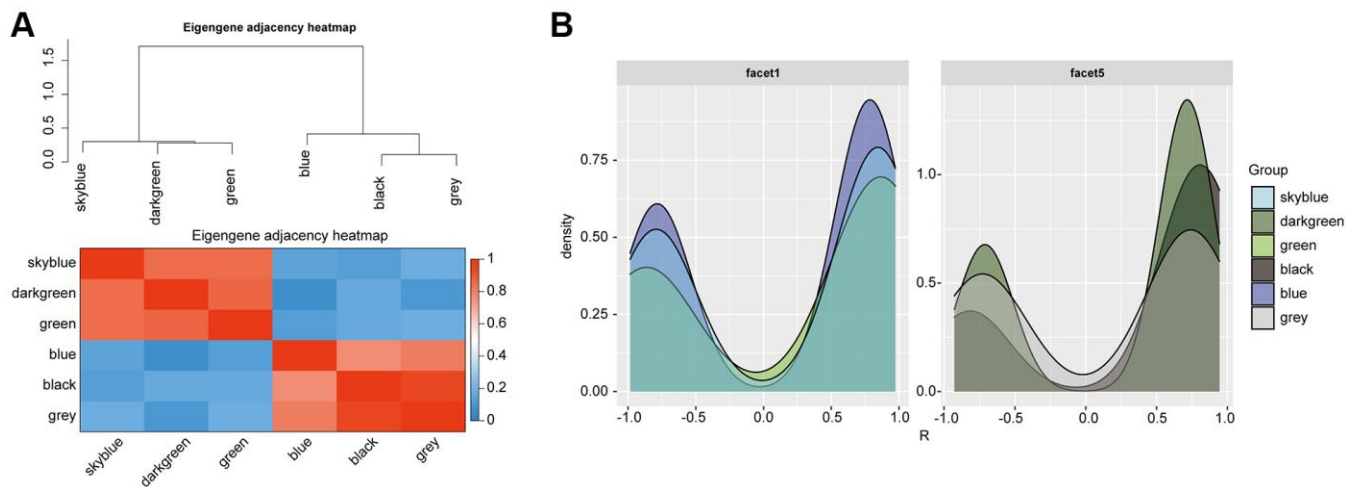 A
Eigengene adjacency heatmap
1.5
1.0
0.5
0.0
skyblue
darkgreen
green
blue
black
grey
Eigengene adjacency heatmap
skyblue
darkgreen
green
blue
black
grey
1
0.8
0.6
0.4
0.2
0
skyblue
darkgreen
green
blue
black
grey
B
facet1
facet5
density
0.75
0.50
0.25
0.00
-1.0 -0.5 0.0 0.5 1.0
1.0
0.5
0.0
-1.0 -0.5 0.0 0.5 1.0
R
Group
skyblue
darkgreen
green
black
blue
grey